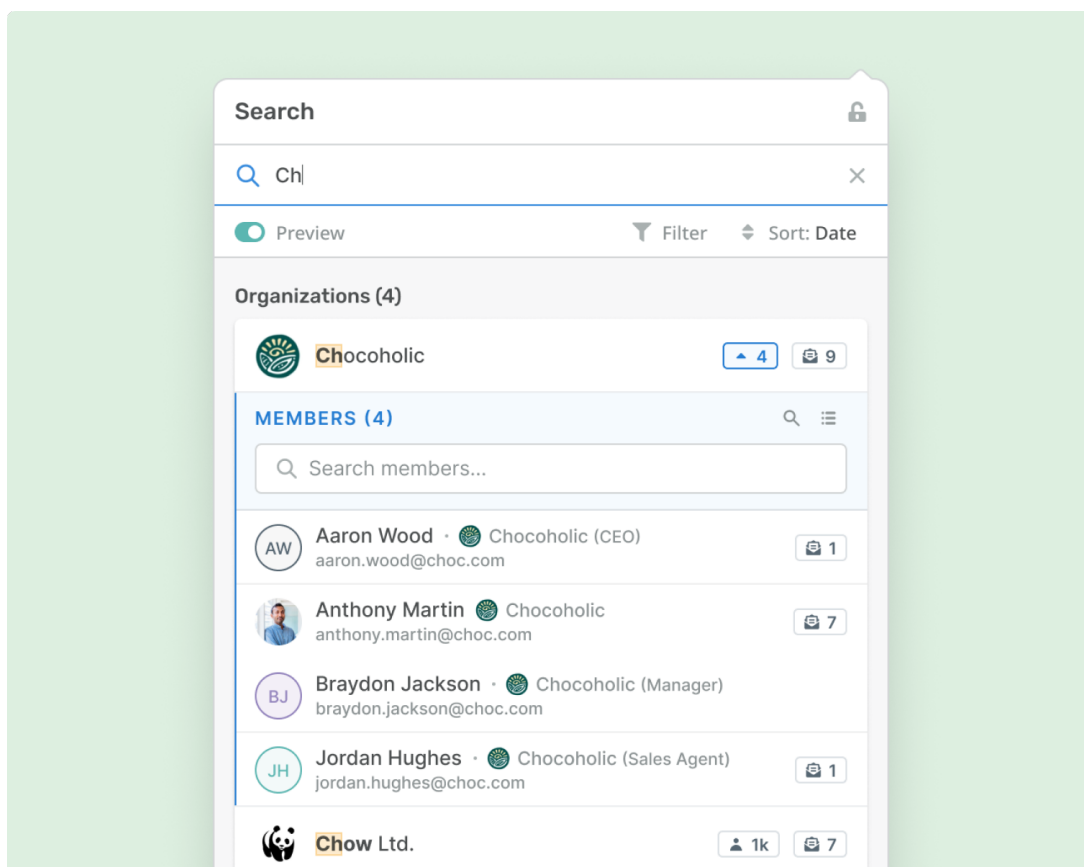 Search
Ch
Preview Filter Sort: Date
Organizations (4)
Chocoholic 4 9
MEMBERS (4)
Search members...
AW Aaron Wood · Chocoholic (CEO) 1
aaron.wood@choc.com
Anthony Martin Chocoholic 7
anthony.martin@choc.com
BJ Braydon Jackson · Chocoholic (Manager)
braydon.jackson@choc.com
JH Jordan Hughes · Chocoholic (Sales Agent) 1
jordan.hughes@choc.com
Chow Ltd. 1k 7